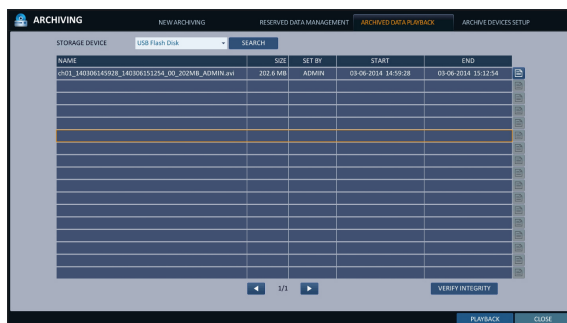 ARCHIVING NEW ARCHIVING RESERVED DATA MANAGEMENT ARCHIVED DATA PLAYBACK ARCHIVE DEVICES SETUP
STORAGE DEVICE USB Flash Disk SEARCH
NAME SIZE SET BY START END
ch01_140306145928_140306151254_00_202MB_ADMIN.avi 202.6 MB ADMIN 03-06-2014 14:59:28 03-06-2014 15:12:54
1/1 VERIFY INTEGRITY
PLAYBACK CLOSE